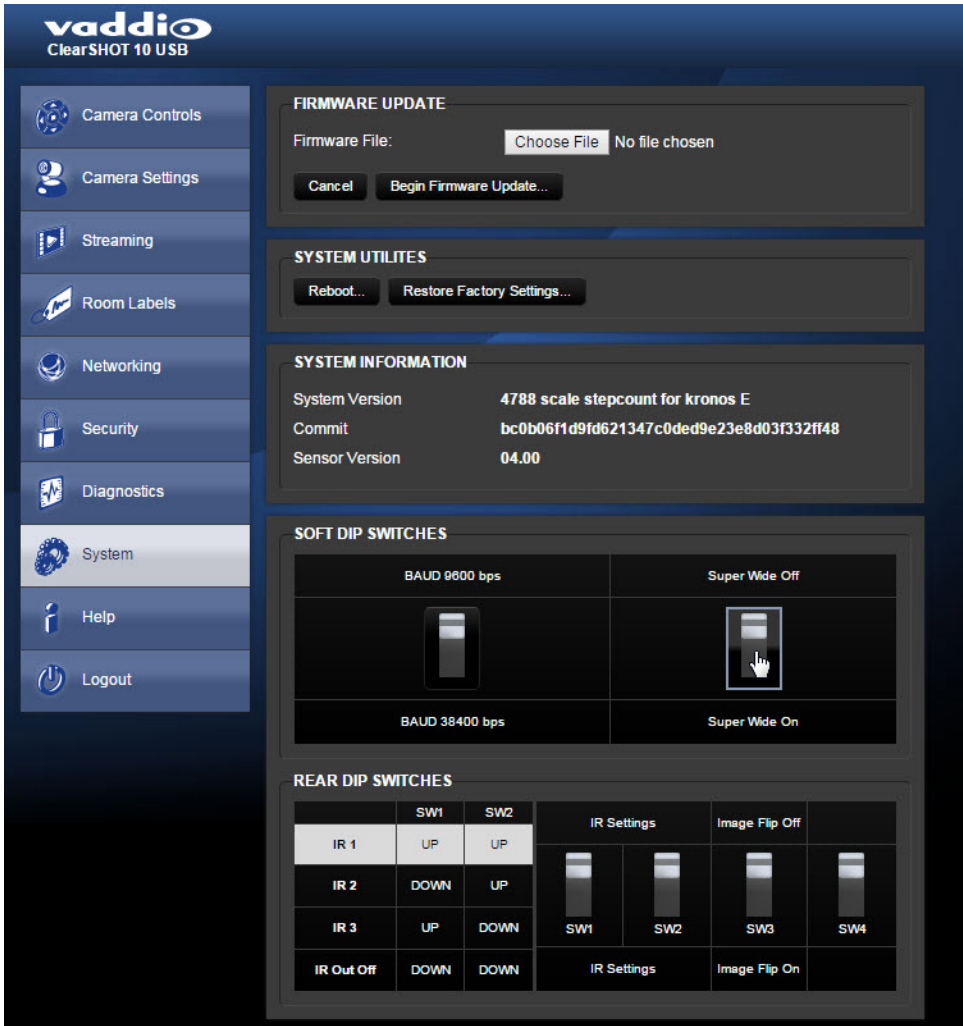 vaddio
ClearSHOT 10 USB
Camera Controls
Camera Settings
Streaming
Room Labels
Networking
Security
Diagnostics
System
Help
Logout
FIRMWARE UPDATE
Firmware File: Choose File No file chosen
Cancel Begin Firmware Update...
SYSTEM UTILITES
Reboot... Restore Factory Settings...
SYSTEM INFORMATION
System Version 4788 scale stepcount for kronos E
Commit bc0b06f1d9fd621347c0ded9e23e8d03f332ff48
Sensor Version 04.00
SOFT DIP SWITCHES
BAUD 9600 bps Super Wide Off
BAUD 38400 bps Super Wide On
REAR DIP SWITCHES
SW1 SW2
IR 1 UP UP
IR 2 DOWN UP
IR 3 UP DOWN
IR Out Off DOWN DOWN
IR Settings Image Flip Off
SW1 SW2 SW3 SW4
IR Settings Image Flip On